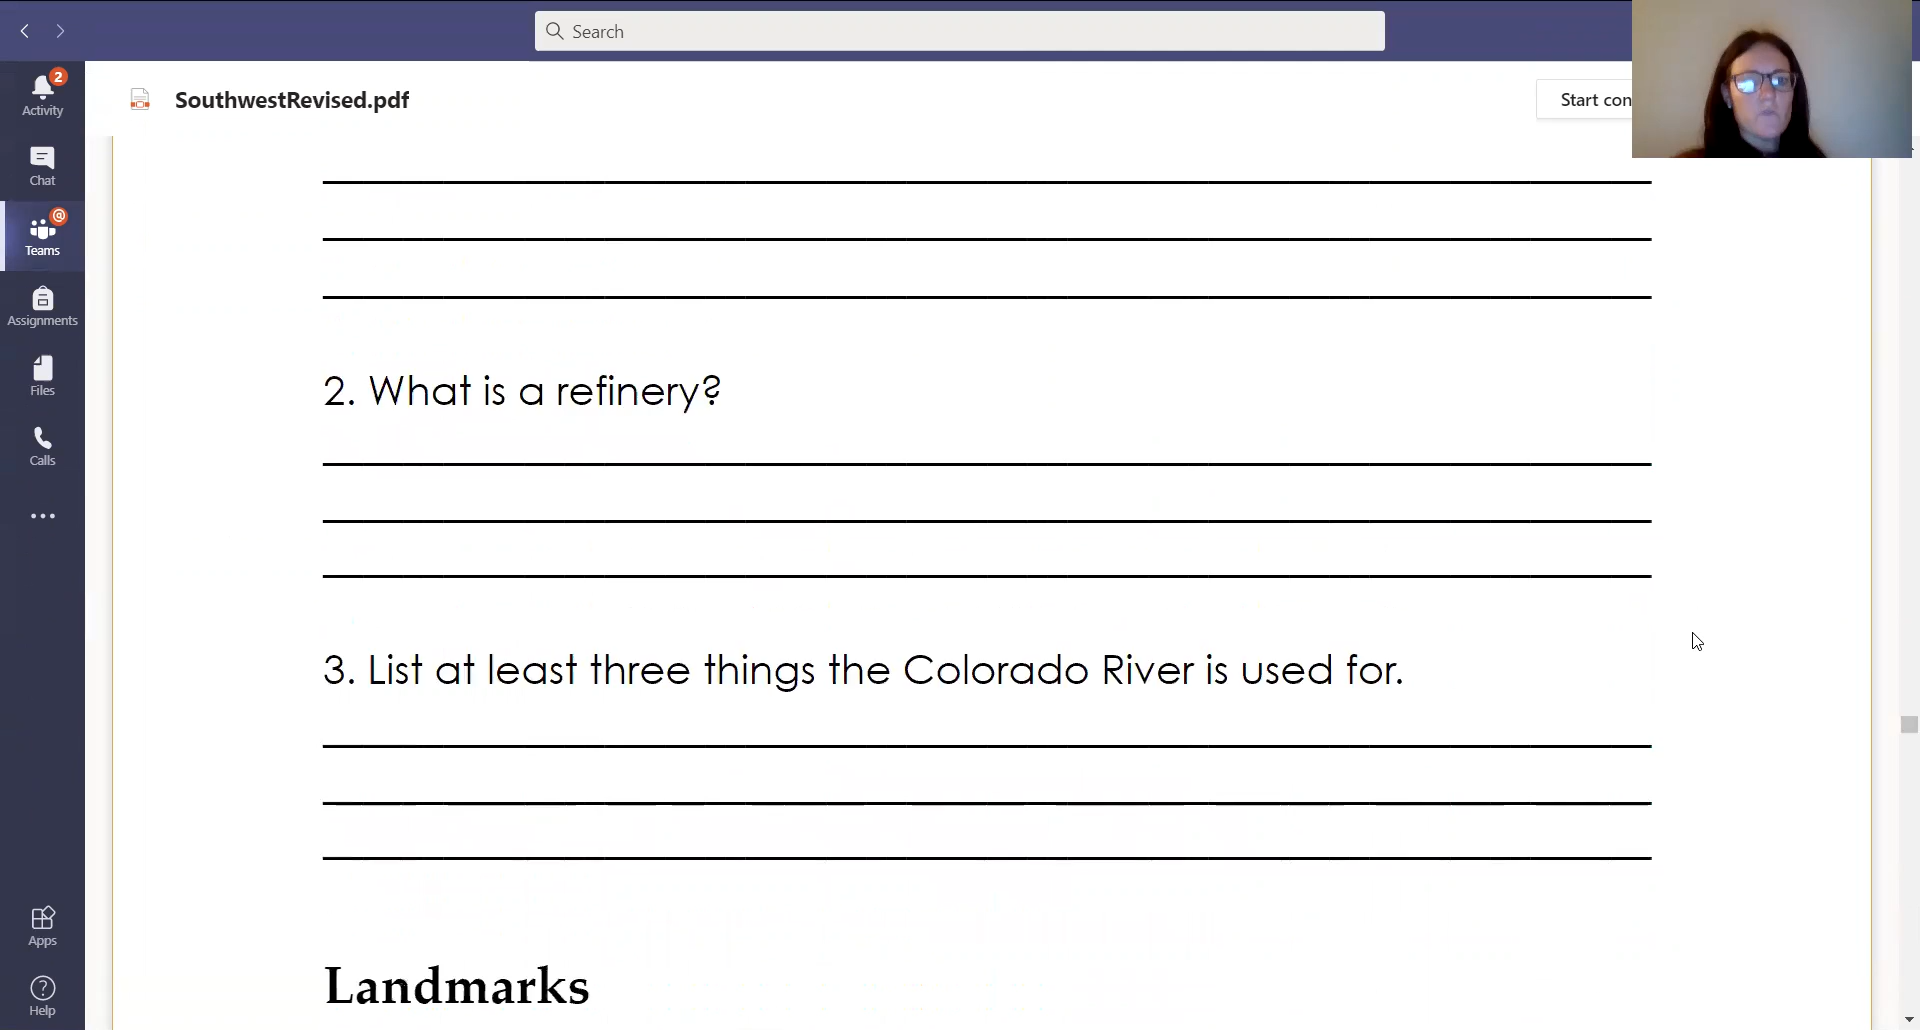 Search
2
Activity
SouthwestRevised.pdf
Start con
Chat
@
Teams
Assignments
Files
2. What is a refinery?
Calls
3. List at least three things the Colorado River is used for.
Apps
Landmarks
Help